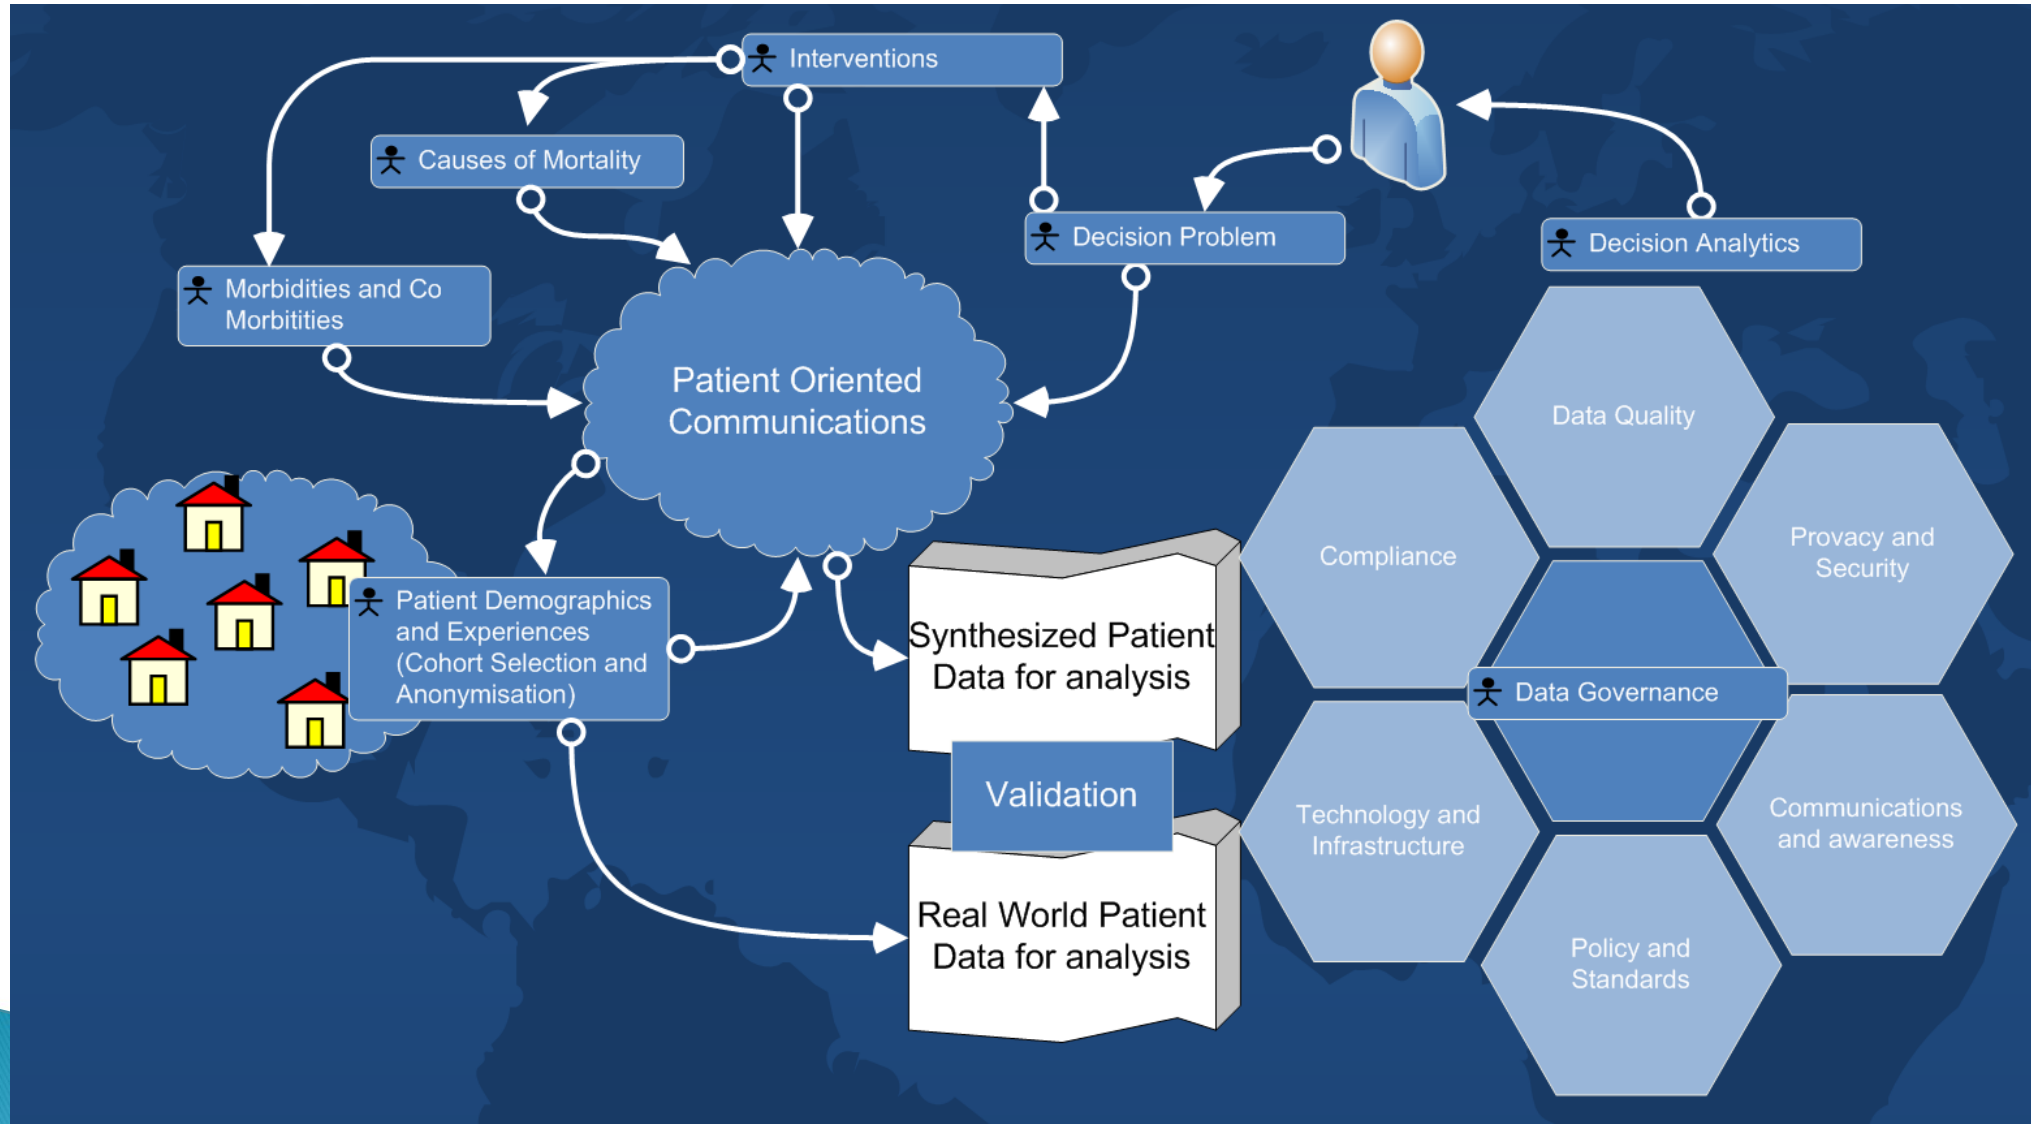 Interventions
Causes of Mortality
Decision Problem
Decision Analytics
Morbidities and Co
Morbitities
Patient Oriented
Communications
Patient Demographics
and Experiences
(Cohort Selection and
Anonymisation)
Synthesized Patient
Data for analysis
Validation
Real World Patient
Data for analysis
Data Quality
Compliance
Provacy and
Security
Data Governance
Technology and
Infrastructure
Communications
and awareness
Policy and
Standards